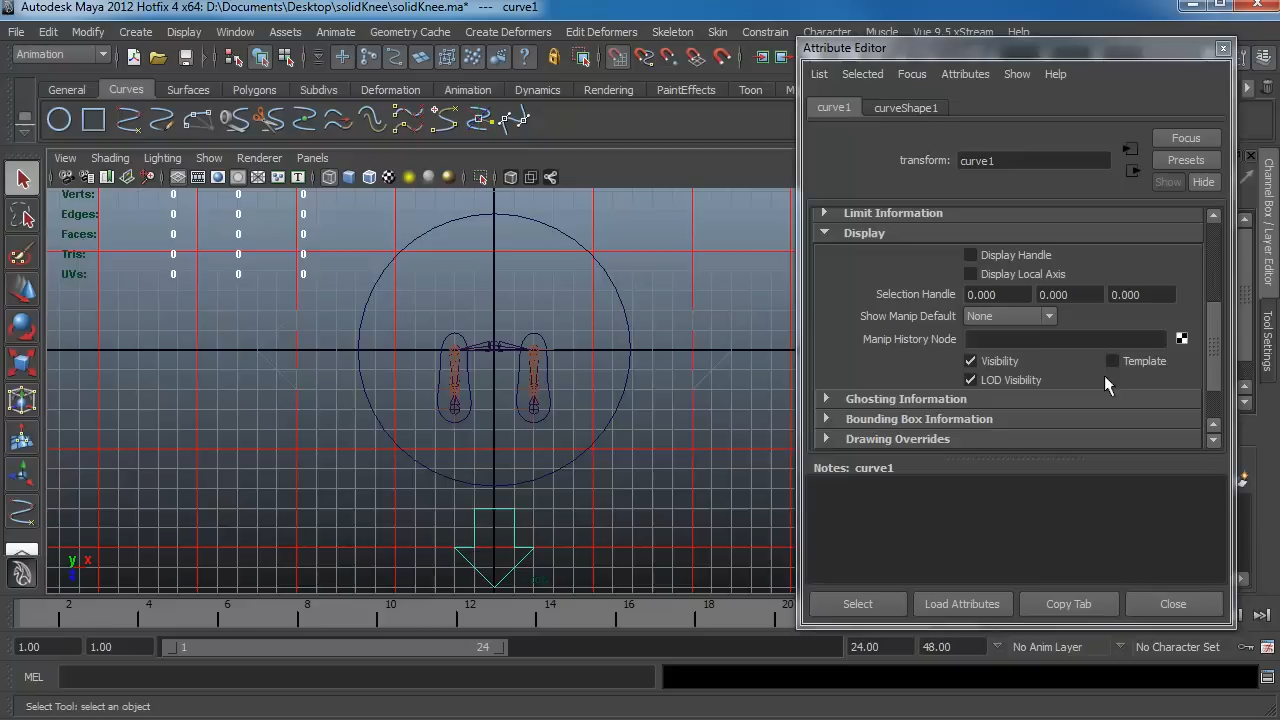 Autodesk Maya 2012 Hotfix 4 x64: D:\Documents\Desktop\solidKnee\solidKnee.ma* --- curve1
File Edit Modify Create Display Window Assets Animate Geometry Cache Create Deformers Edit Deformers Skeleton Skin Constrain Character Muscle Vue 9.5 xStream Help
Animation
General Curves Surfaces Polygons Subdivs Deformation Animation Dynamics Rendering PaintEffects Toon
View Shading Lighting Show Renderer Panels
Verts: 0 0 0
Edges: 0 0 0
Faces: 0 0 0
Tris: 0 0 0
UVs: 0 0 0
y x
Attribute Editor
List Selected Focus Attributes Show Help
curve1 curveShape1
Focus
transform: curve1
Presets
Show Hide
Limit Information
Display
Display Handle
Display Local Axis
Selection Handle 0.000 0.000 0.000
Show Manip Default None
Manip History Node
Visibility Template
LOD Visibility
Ghosting Information
Bounding Box Information
Drawing Overrides
Notes: curve1
Select Load Attributes Copy Tab Close
Channel Box / Layer Editor
Tool Settings
2 4 6 8 10 12 14 16 18 20
1.00 1.00 1 24 24.00 48.00 No Anim Layer No Character Set
MEL
Select Tool: select an object